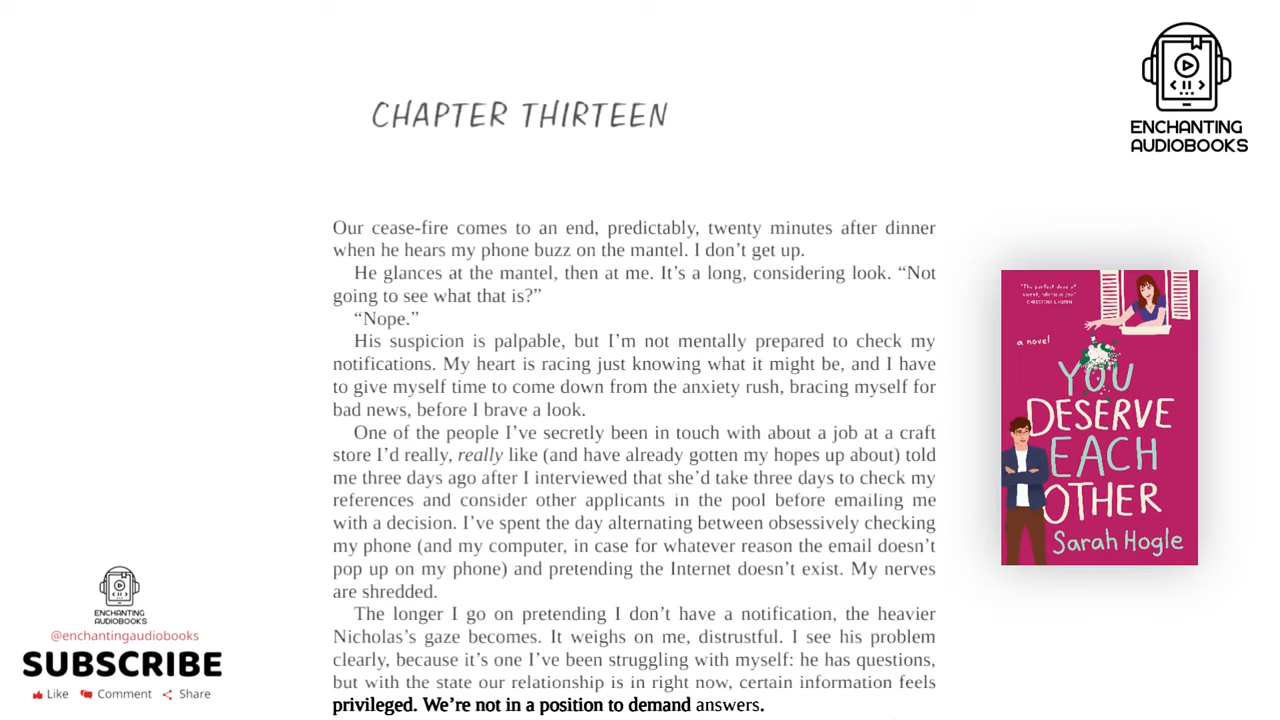 CHAPTER THIRTEEN
ENCHANTING
AUDIOBOOKS
Our cease-fire comes to an end, predictably, twenty minutes after dinner
when he hears my phone buzz on the mantel. I don’t get up.
He glances at the mantel, then at me. It’s a long, considering look. “Not
going to see what that is?”
“Nope.”
His suspicion is palpable, but I’m not mentally prepared to check my
notifications. My heart is racing just knowing what it might be, and I have
to give myself time to come down from the anxiety rush, bracing myself for
bad news, before I brave a look.
One of the people I’ve secretly been in touch with about a job at a craft
store I’d really, really like (and have already gotten my hopes up about) told
me three days ago after I interviewed that she’d take three days to check my
references and consider other applicants in the pool before emailing me
with a decision. I’ve spent the day alternating between obsessively checking
my phone (and my computer, in case for whatever reason the email doesn’t
pop up on my phone) and pretending the Internet doesn’t exist. My nerves
are shredded.
The longer I go on pretending I don’t have a notification, the heavier
Nicholas’s gaze becomes. It weighs on me, distrustful. I see his problem
clearly, because it’s one I’ve been struggling with myself: he has questions,
but with the state our relationship is in right now, certain information feels
privileged. We’re not in a position to demand answers.
"The perfect dose of
a novel
YOU
DESERVE
EACH
OTHER
Sarah Hogle
ENCHANTING
AUDIOBOOKS
@enchantingaudiobooks
SUBSCRIBE
Like Comment Share